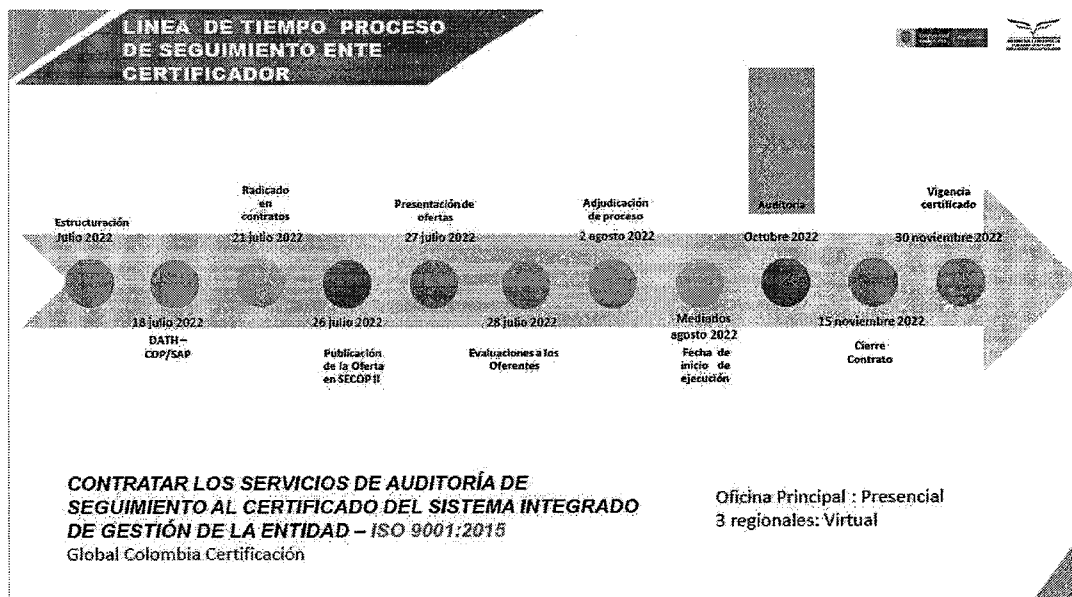 LÍNEA DE TIEMPO PROCESO
DE SEGUIMIENTO ENTE
CERTIFICADOR
Estructuración
Julio 2022
18 julio 2022
DATH –
CDP/SAP
Radicado
en
contratos
21 julio 2022
26 julio 2022
Publicación
de la Oferta
en SECOP II
Presentación de
ofertas
27 julio 2022
28 julio 2022
Evaluaciones a los
Oferentes
Adjudicación
de proceso
2 agosto 2022
Mediados
agosto 2022
Fecha de
inicio de
ejecución
Auditoria
Octubre 2022
15 noviembre 2022
Cierre
Contrato
Vigencia
certificado
30 noviembre 2022
CONTRATAR LOS SERVICIOS DE AUDITORÍA DE
SEGUIMIENTO AL CERTIFICADO DEL SISTEMA INTEGRADO
DE GESTIÓN DE LA ENTIDAD – ISO 9001:2015
Global Colombia Certificación
Oficina Principal : Presencial
3 regionales: Virtual